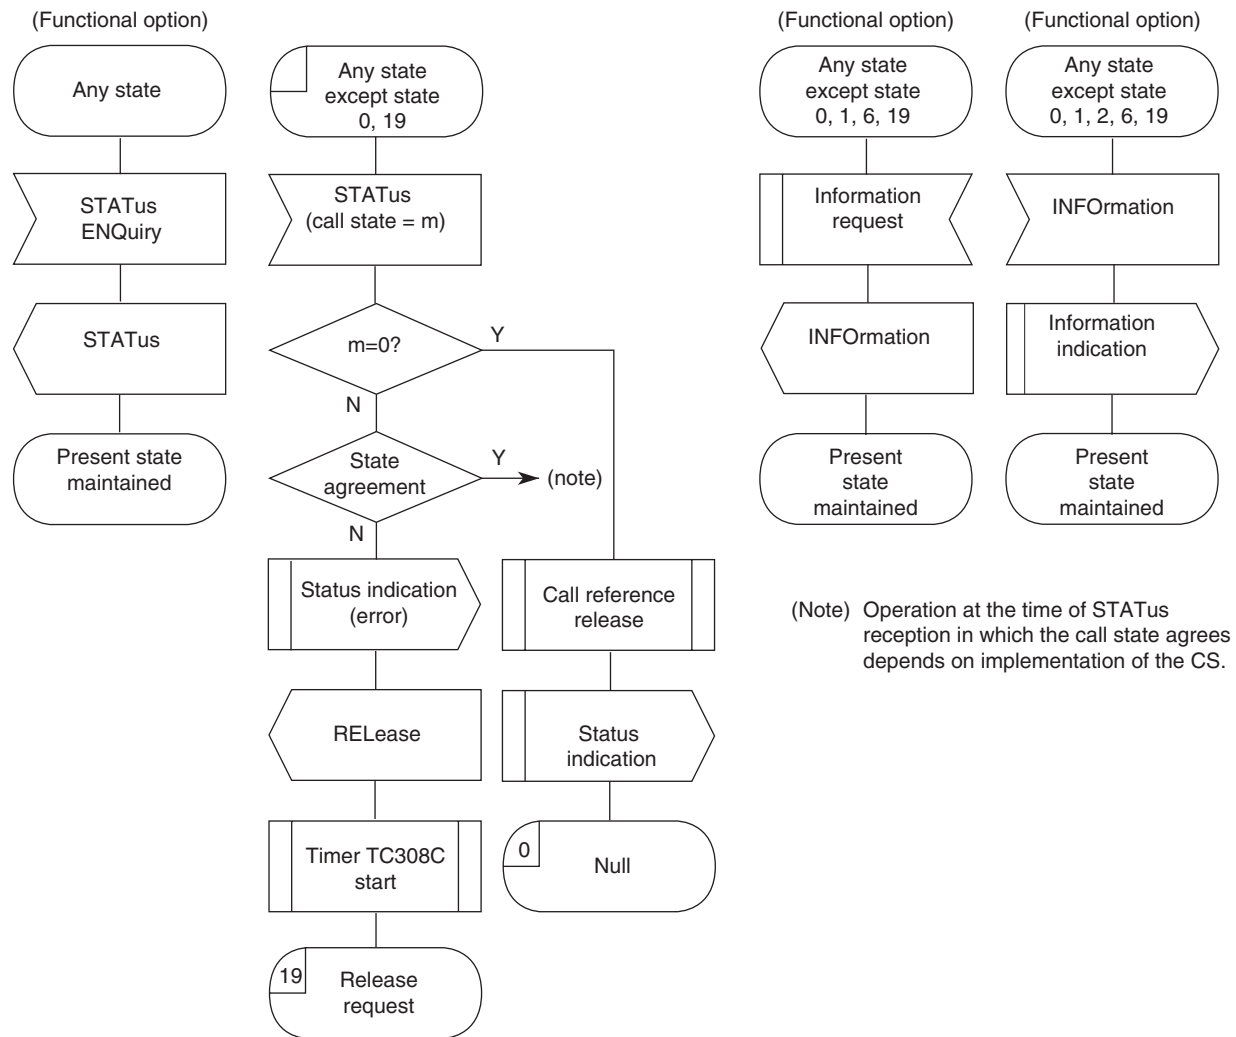 (Functional option)
Any state
STATus
ENQuiry
STATus
Present state
maintained
Any state
except state
0, 19
STATus
(call state = m)
m=0?
Y
N
State
agreement
Y
(note)
N
Status indication
(error)
RELease
Timer TC308C
start
19
Release
request
Call reference
release
Status
indication
0
Null
(Functional option)
Any state
except state
0, 1, 6, 19
Information
request
INFOrmation
Present
state
maintained
(Functional option)
Any state
except state
0, 1, 2, 6, 19
INFOrmation
Information
indication
Present
state
maintained
(Note) Operation at the time of STATus
reception in which the call state agrees
depends on implementation of the CS.